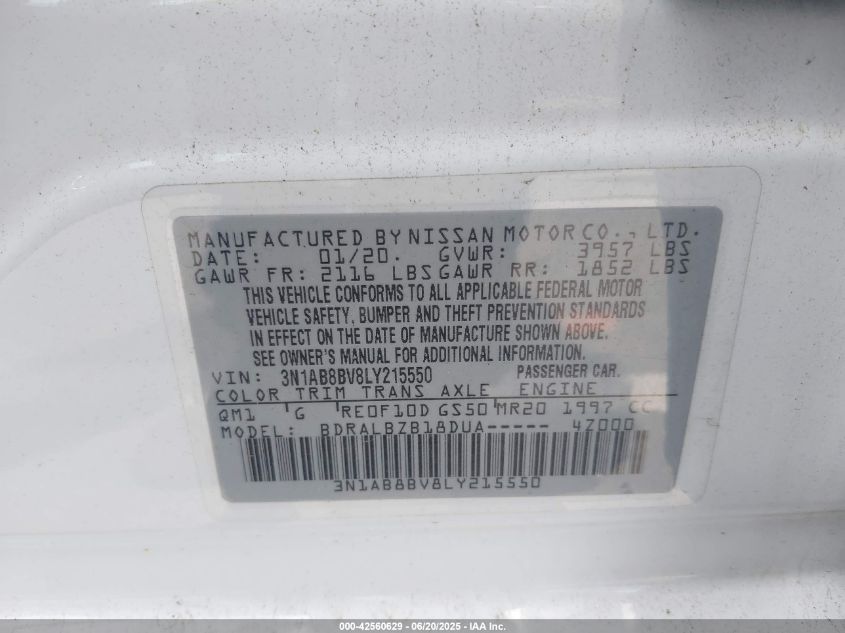 MANUFACTURED BY NISSAN MOTOR CO., LTD.
DATE: 01/20. GVWR: 3957 LBS
GAWR FR: 2116 LBS GAWR RR: 1852 LBS
THIS VEHICLE CONFORMS TO ALL APPLICABLE FEDERAL MOTOR
VEHICLE SAFETY, BUMPER AND THEFT PREVENTION STANDARDS
IN EFFECT ON THE DATE OF MANUFACTURE SHOWN ABOVE.
SEE OWNER'S MANUAL FOR ADDITIONAL INFORMATION.
VIN: 3N1AB8BV8LY215550 PASSENGER CAR.
COLOR TRIM TRANS AXLE ENGINE
QM1 G RE0F10D GS50 MR20 1997 CC
MODEL: BDRALBZB18DUA----- 4Z000
3N1AB8BV8LY215550
000-42560629 - 06/20/2025 - IAA Inc.